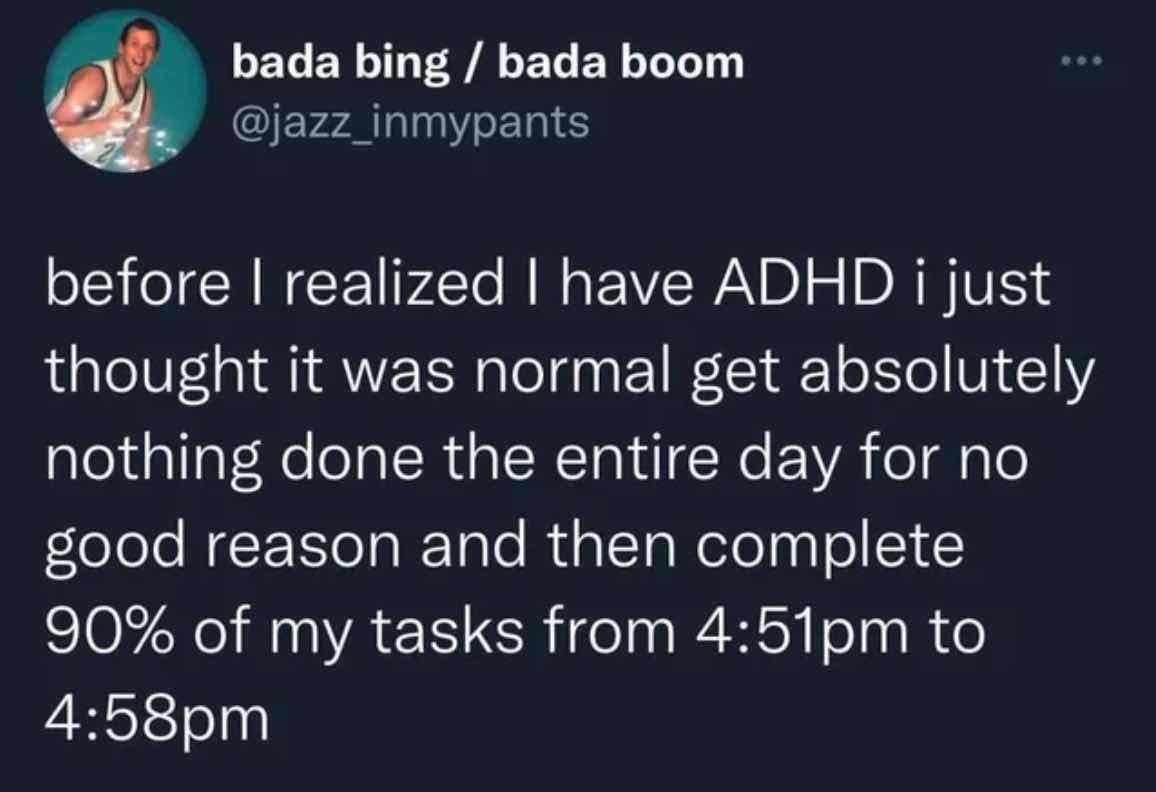 bada bing / bada boom
@jazz_inmypants
before I realized I have ADHD i just
thought it was normal get absolutely
nothing done the entire day for no
good reason and then complete
90% of my tasks from 4:51pm to
4:58pm